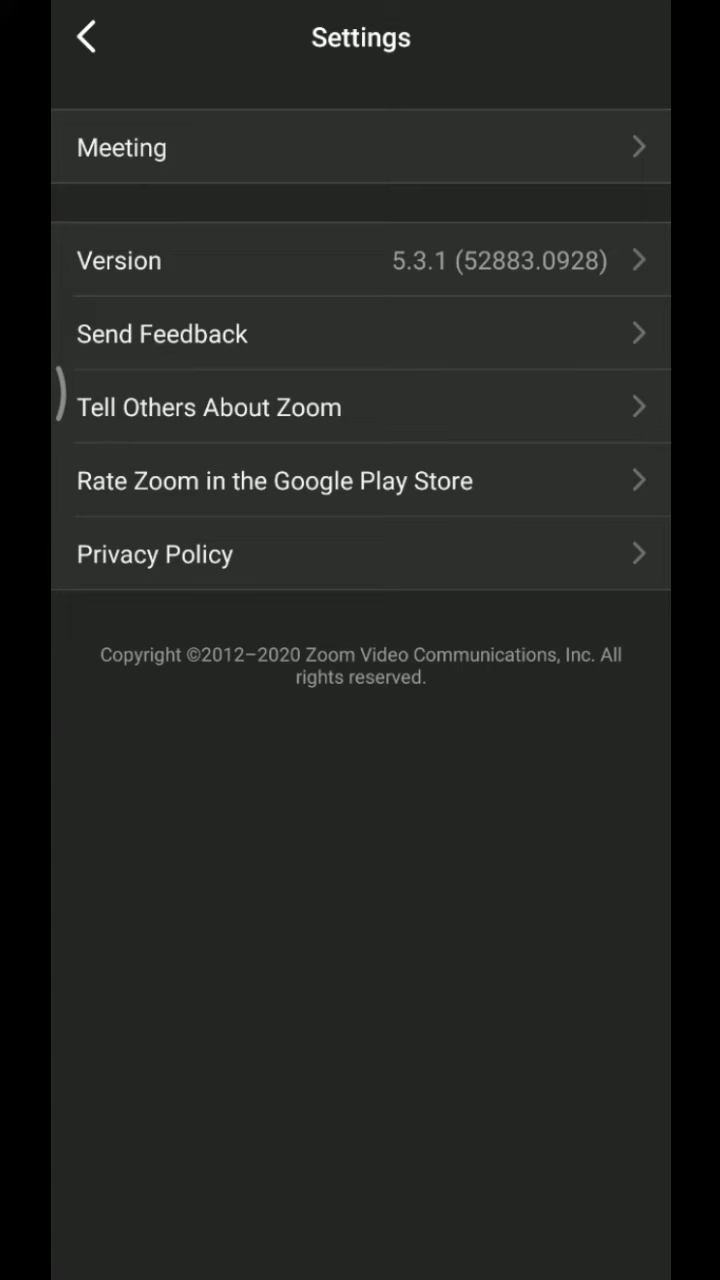 Settings
Meeting
Version 5.3.1 (52883.0928)
Send Feedback
Tell Others About Zoom
Rate Zoom in the Google Play Store
Privacy Policy
Copyright ©2012–2020 Zoom Video Communications, Inc. All
rights reserved.